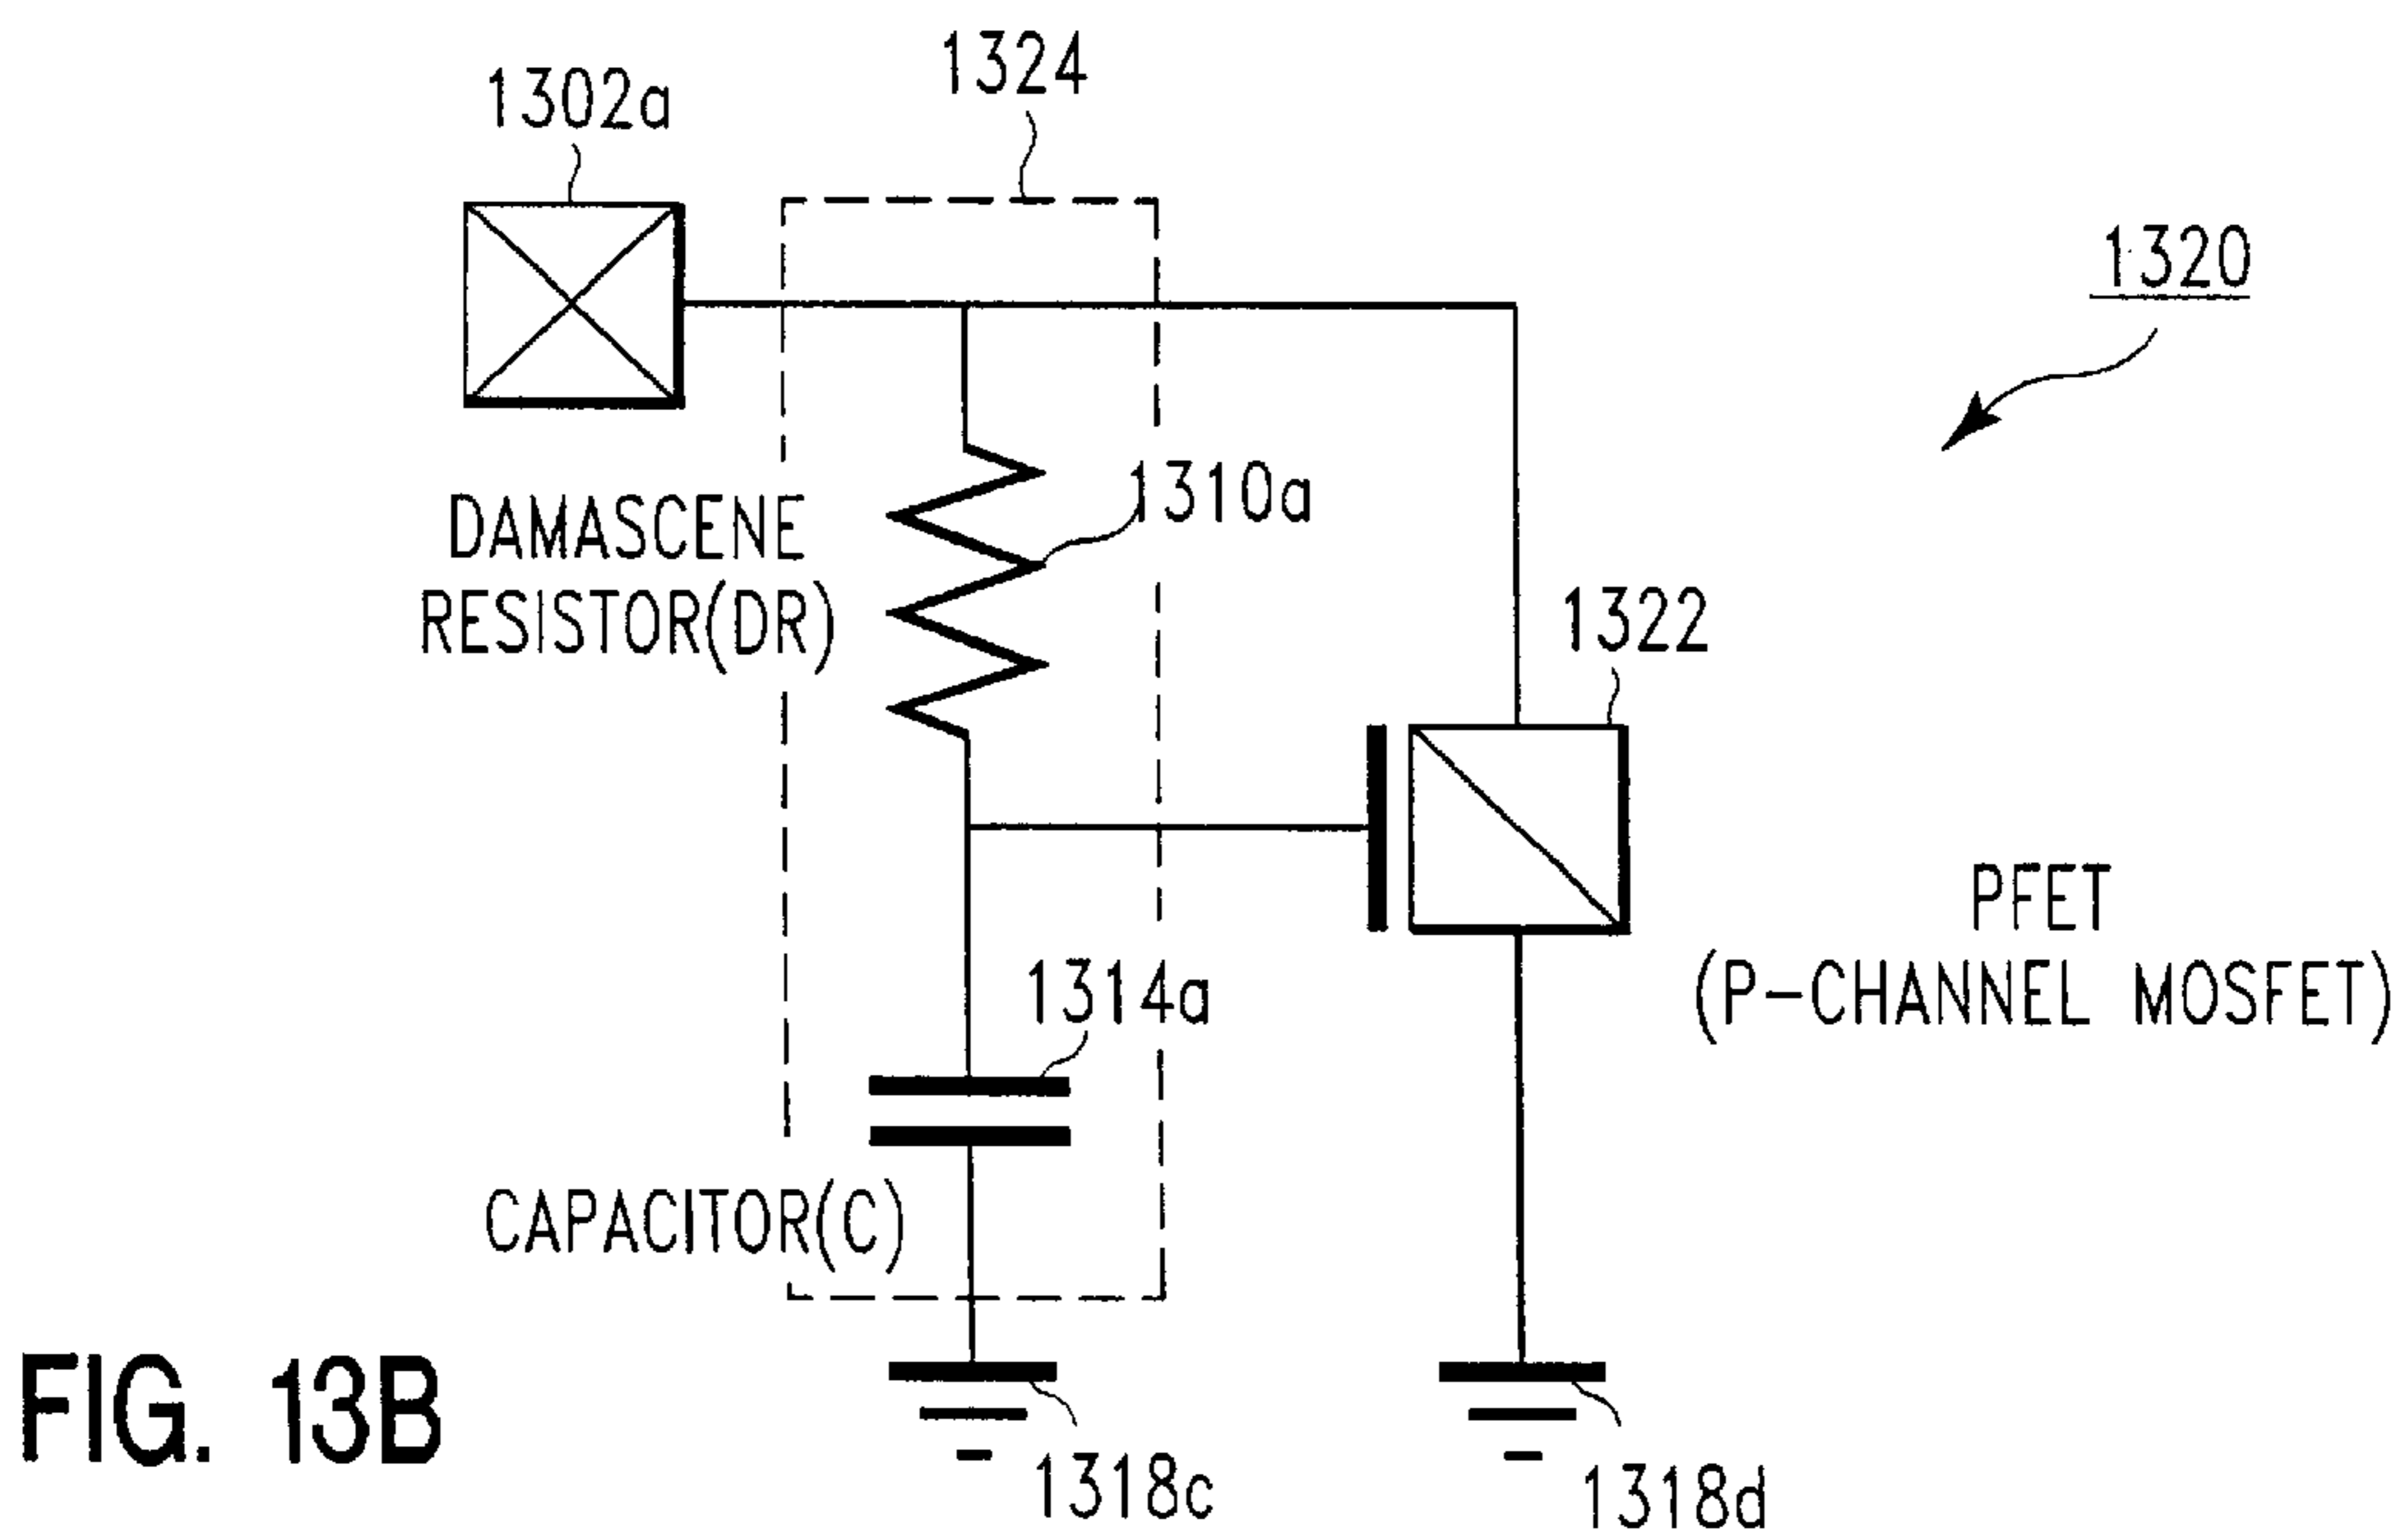 1324
1302a
1320
1310a
DAMASCENE
RESISTOR(DR)
1322
PFET
(P-CHANNEL MOSFET)
1314a
CAPACITOR(C)
FIG. 13B
1318c
1318d